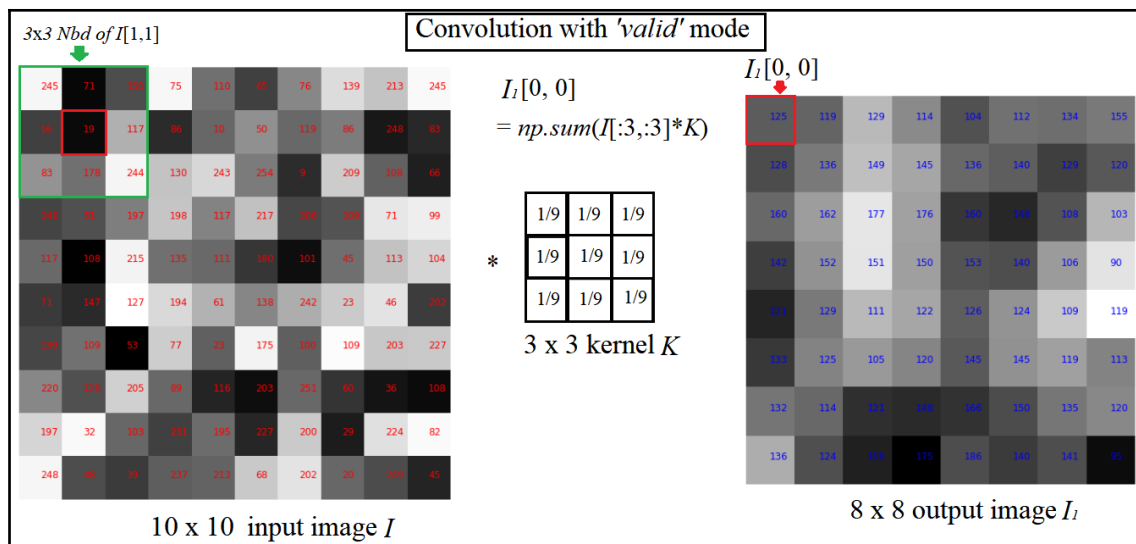 Convolution with 'valid' mode
3x3 Nbd of I[1,1]
245 71 75 110 76 139 213 245
19 117 86 10 50 119 86 248 83
83 178 244 130 243 254 9 209 108 66
197 198 117 217 71 99
117 108 215 135 111 180 101 45 113 104
71 147 127 194 61 138 242 23 46 202
109 53 77 175 109 203 227
220 205 89 116 203 251 60 36 108
197 32 103 231 195 227 200 29 224 82
248 237 213 68 202 20 45
10 x 10 input image I
I₁[0, 0]
= np.sum(I[:3,:3]*K)
*
1/9 1/9 1/9
1/9 1/9 1/9
1/9 1/9 1/9
3 x 3 kernel K
I₁[0, 0]
125 119 129 114 104 112 134 155
128 136 149 145 136 140 129 120
160 162 177 176 160 108 103
142 152 151 150 153 140 106 90
129 111 122 126 124 109 119
133 125 105 120 145 145 119 113
132 114 121 166 150 135 120
136 124 175 186 140 141 95
8 x 8 output image I₁